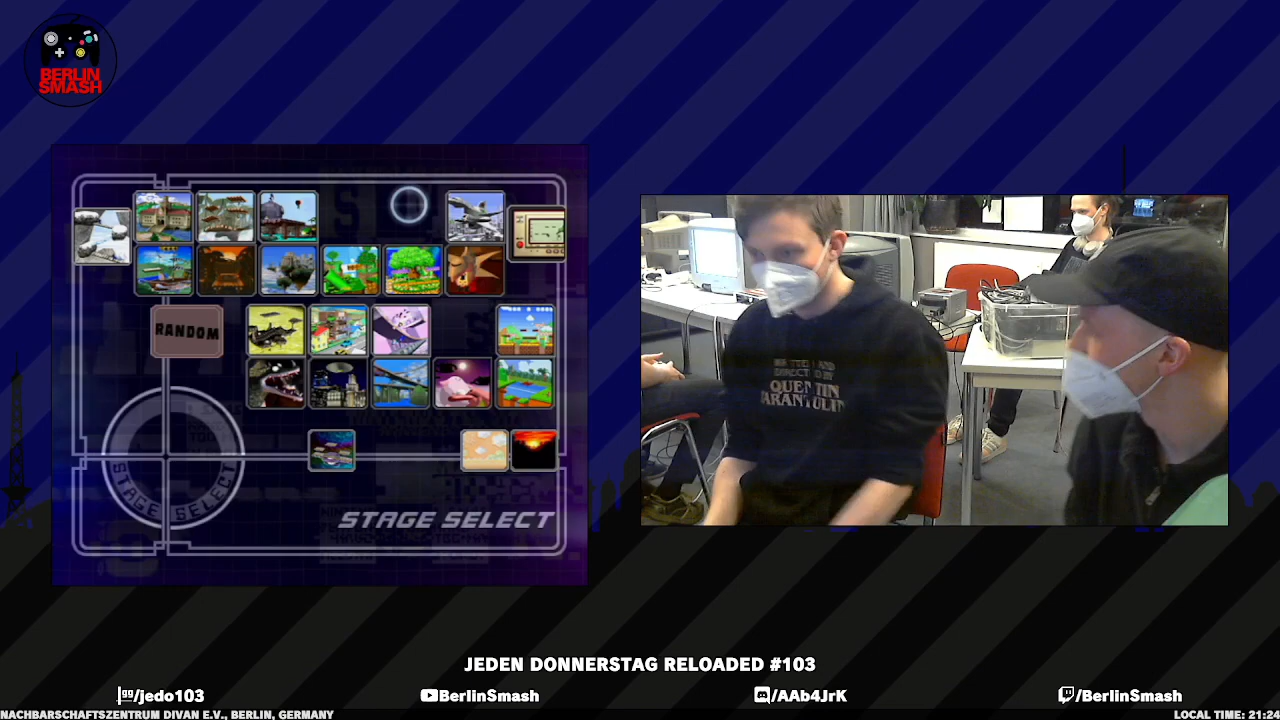 BERLIN
SMASH
RANDOM
STAGE SELECT
STAGE SELECT
QUENTIN
JEDEN DONNERSTAG RELOADED #103
gg/jedo103
BerlinSmash
/AAb4JrK
/BerlinSmash
NACHBARSCHAFTSZENTRUM DIVAN E.V., BERLIN, GERMANY
LOCAL TIME: 21:24